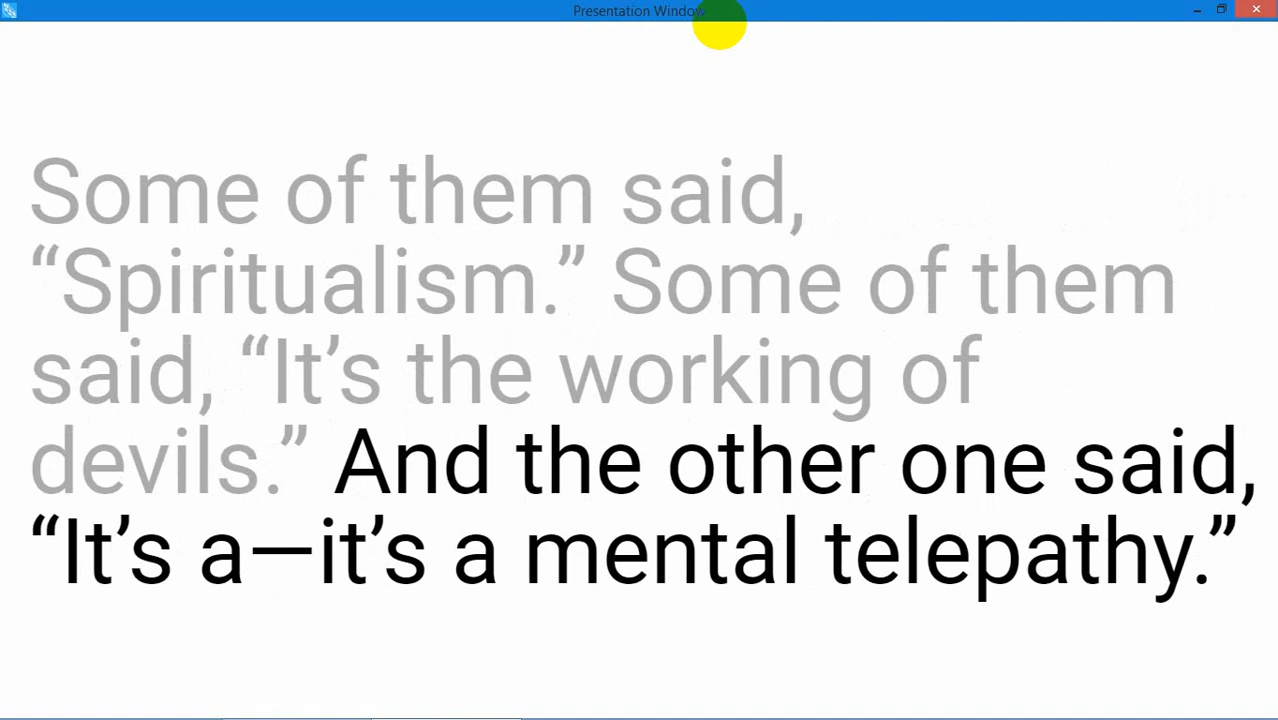 Presentation Window
Some of them said,
“Spiritualism.” Some of them
said, “It’s the working of
devils.” And the other one said,
“It’s a—it’s a mental telepathy.”